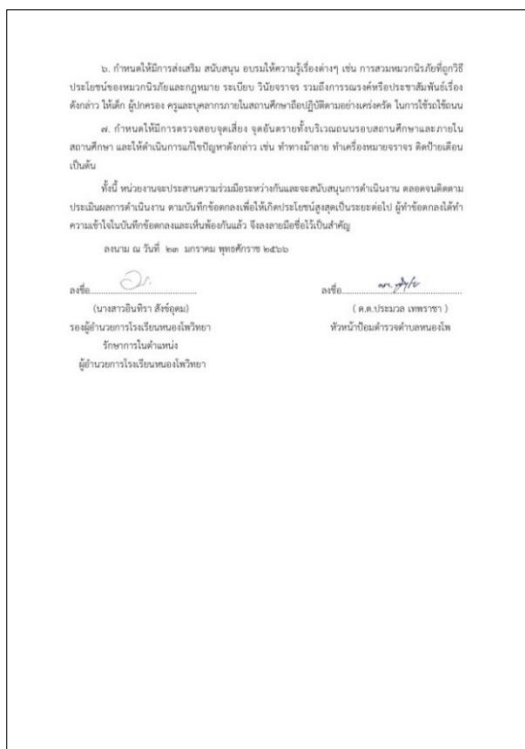 ๖. กำหนดให้มีการส่งเสริม สนับสนุน อบรมให้ความรู้เรื่องต่างๆ เช่น การสวมหมวกนิรภัยที่ถูกวิธี
ประโยชน์ของหมวกนิรภัยและกฎหมาย ระเบียบ วินัยจราจร รวมถึงการรณรงค์หรือประชาสัมพันธ์เรื่อง
ดังกล่าว ให้เด็ก ผู้ปกครอง ครูและบุคลากรภายในสถานศึกษาถือปฏิบัติตามอย่างเคร่งครัด ในการใช้รถใช้ถนน
๗. กำหนดให้มีการตรวจสอบจุดเสี่ยง จุดอันตรายทั้งบริเวณถนนรอบสถานศึกษาและภายใน
สถานศึกษา และให้ดำเนินการแก้ไขปัญหาดังกล่าว เช่น ทำทางม้าลาย ทำเครื่องหมายจราจร ติดป้ายเตือน
เป็นต้น
ทั้งนี้ หน่วยงานจะประสานความร่วมมือระหว่างกันและจะสนับสนุนการดำเนินงาน ตลอดจนติดตาม
ประเมินผลการดำเนินงาน ตามบันทึกข้อตกลงเพื่อให้เกิดประโยชน์สูงสุดเป็นระยะต่อไป ผู้ทำข้อตกลงได้ทำ
ความเข้าใจในบันทึกข้อตกลงและเห็นพ้องกันแล้ว จึงลงลายมือชื่อไว้เป็นสำคัญ
ลงนาม ณ วันที่ ๒๓ มกราคม พุทธศักราช ๒๕๖๖
ลงชื่อ
(นางสาวอินทิรา สังข์อุดม)
รองผู้อำนวยการโรงเรียนหนองโพวิทยา
รักษาการในตำแหน่ง
ผู้อำนวยการโรงเรียนหนองโพวิทยา
ลงชื่อ
( ด.ต.ประมวล เทพราชา )
หัวหน้าป้อมตำรวจตำบลหนองโพ